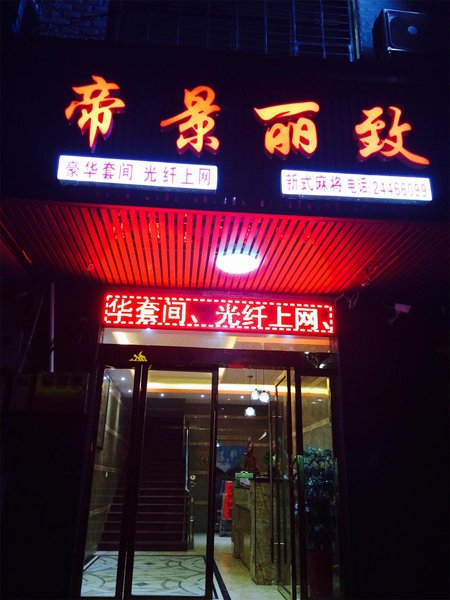 帝景丽致
豪华套间 光纤上网
新式麻将 电话:24466099
华套间、光纤上网、